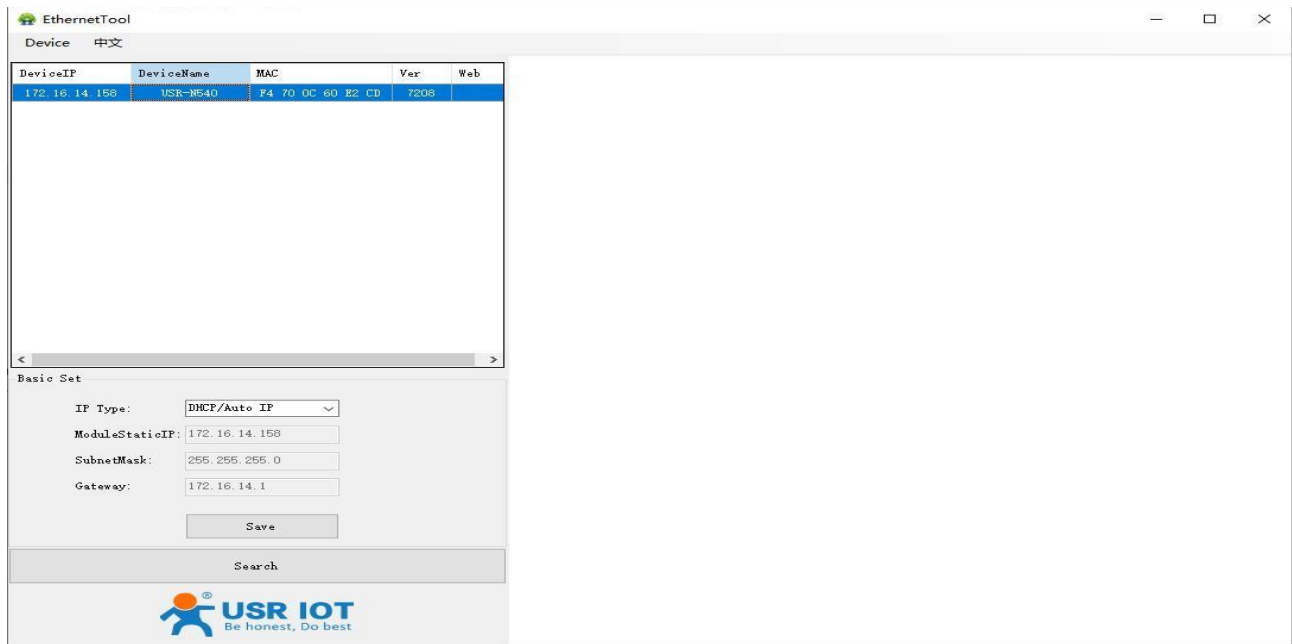 EthernetTool
Device 中文
DeviceIP DeviceName MAC Ver Web
172.16.14.158 USR-N540 F4 70 0C 60 E2 CD 7208
Basic Set
IP Type: DHCP/Auto IP
ModuleStaticIP: 172.16.14.158
SubnetMask: 255.255.255.0
Gateway: 172.16.14.1
Save
Search
® USR IOT
Be honest, Do best